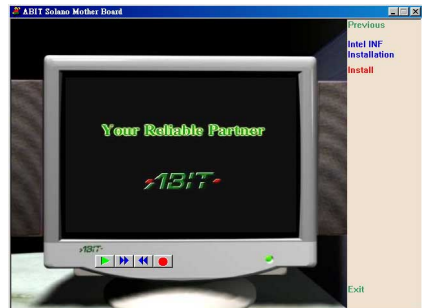 ABIT Solano Mother Board
Previous
Intel INF
Installation
Install
Your Reliable Partner
ABIT
ABIT
Exit